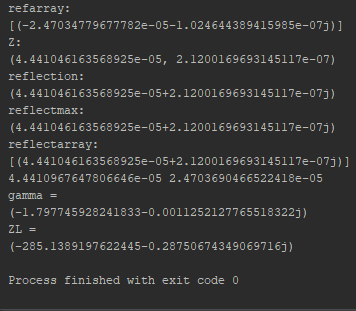 refarray:
[(-2.47034779677782e-05-1.024644389415985e-07j)]
Z:
(4.441046163568925e-05, 2.1200169693145117e-07)
reflection:
(4.441046163568925e-05+2.1200169693145117e-07j)
reflectmax:
(4.441046163568925e-05+2.1200169693145117e-07j)
reflectarray:
[(4.441046163568925e-05+2.1200169693145117e-07j)]
4.4410967647806646e-05 2.4703690466522418e-05
gamma =
(-1.797745928241833-0.0011252127765518322j)
ZL =
(-285.1389197622445-0.28750674349069716j)
Process finished with exit code 0